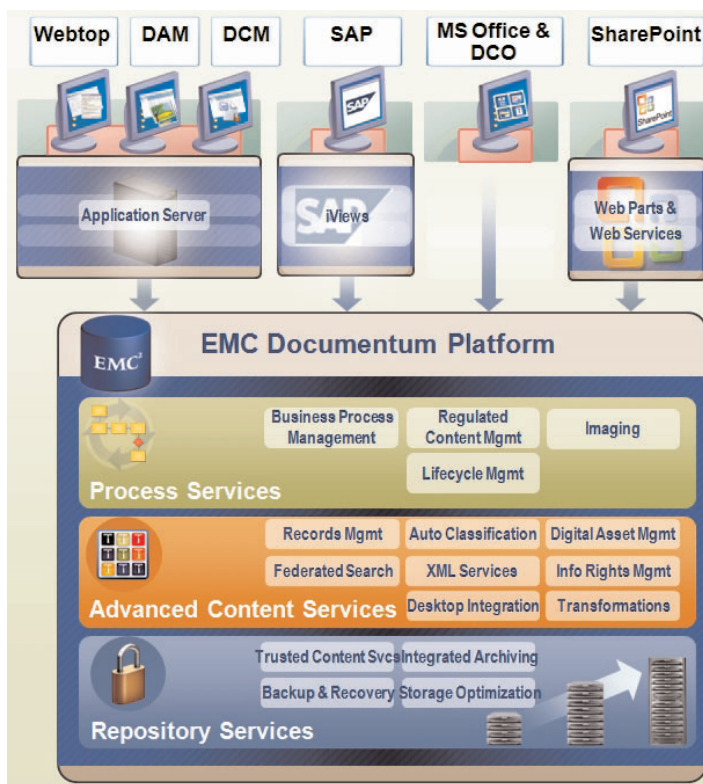 Webtop
DAM
DCM
SAP
MS Office &
DCO
SharePoint
SAP
SharePoint
Application Server
SAP
iViews
Web Parts &
Web Services
EMC²
EMC Documentum Platform
Business Process
Management
Regulated
Content Mgmt
Imaging
Lifecycle Mgmt
Process Services
T T T
T T T
T T T
Records Mgmt
Auto Classification
Digital Asset Mgmt
Federated Search
XML Services
Info Rights Mgmt
Advanced Content Services
Desktop Integration
Transformations
Trusted Content Svcs
Integrated Archiving
Backup & Recovery
Storage Optimization
Repository Services